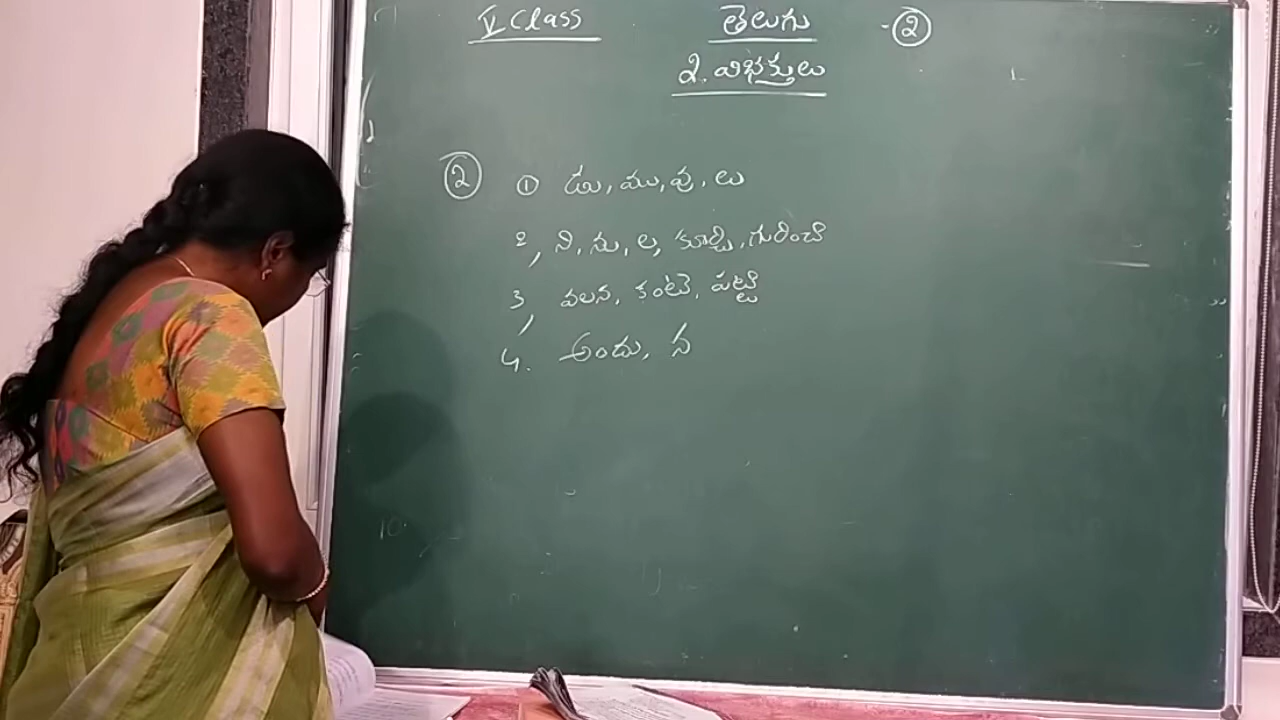 V Class తెలుగు ②
2. విభక్తులు
② ① డు, ము, వు, లు
2, ని, ను, ల, కూర్చి, గురించి
3, వలన, కంటె, పట్టి
4. అందు, న